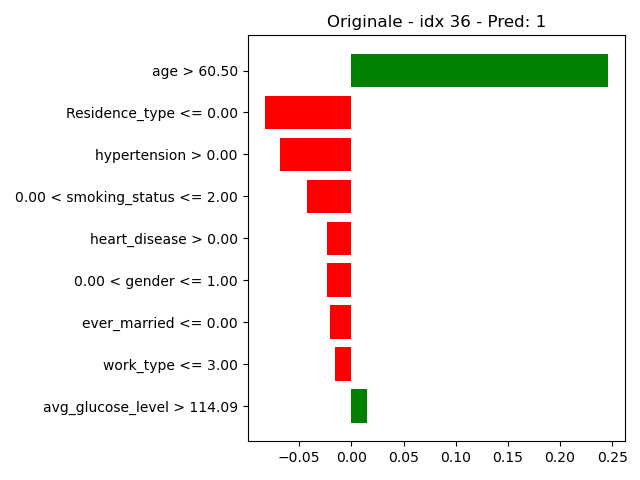 Originale - idx 36 - Pred: 1
age > 60.50
Residence_type <= 0.00
hypertension > 0.00
0.00 < smoking_status <= 2.00
heart_disease > 0.00
0.00 < gender <= 1.00
ever_married <= 0.00
work_type <= 3.00
avg_glucose_level > 114.09
−0.05 0.00 0.05 0.10 0.15 0.20 0.25